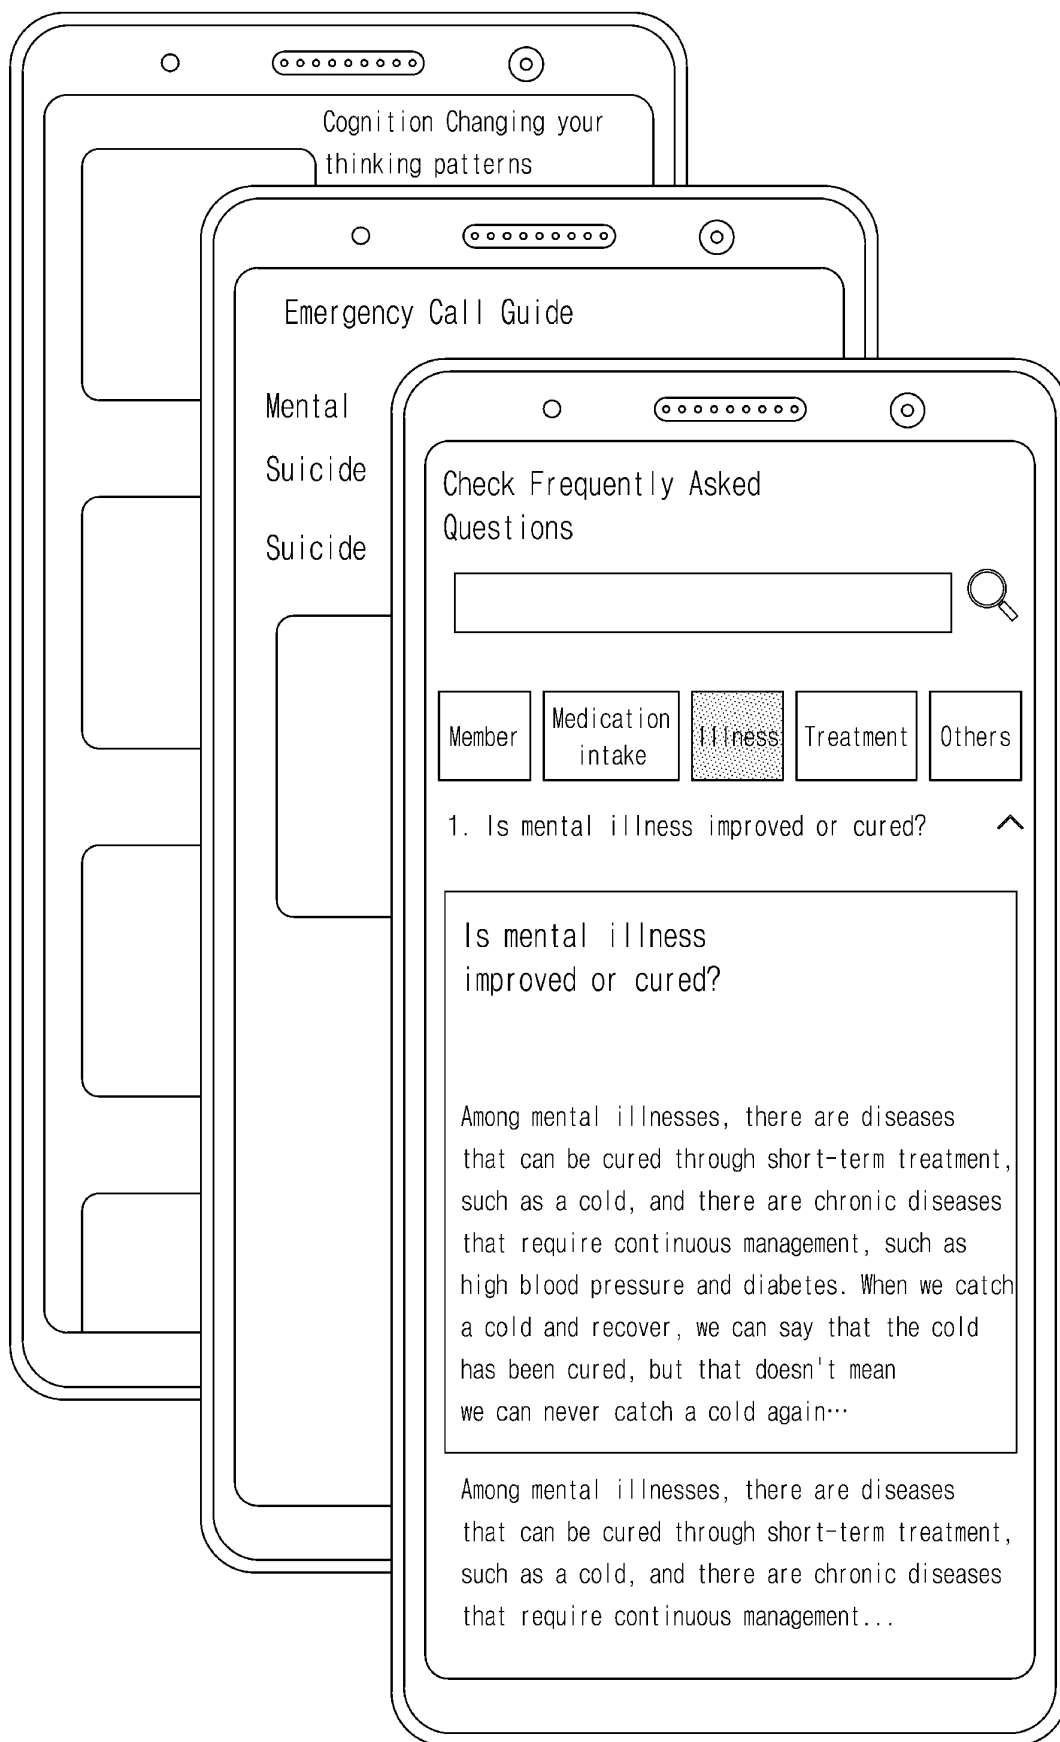 Cognition Changing your
thinking patterns
Emergency Call Guide
Mental
Suicide
Suicide
Check Frequently Asked
Questions
Member
Medication
intake
Illness
Treatment
Others
1. Is mental illness improved or cured?
Is mental illness
improved or cured?
Among mental illnesses, there are diseases
that can be cured through short-term treatment,
such as a cold, and there are chronic diseases
that require continuous management, such as
high blood pressure and diabetes. When we catch
a cold and recover, we can say that the cold
has been cured, but that doesn't mean
we can never catch a cold again…
Among mental illnesses, there are diseases
that can be cured through short-term treatment,
such as a cold, and there are chronic diseases
that require continuous management...